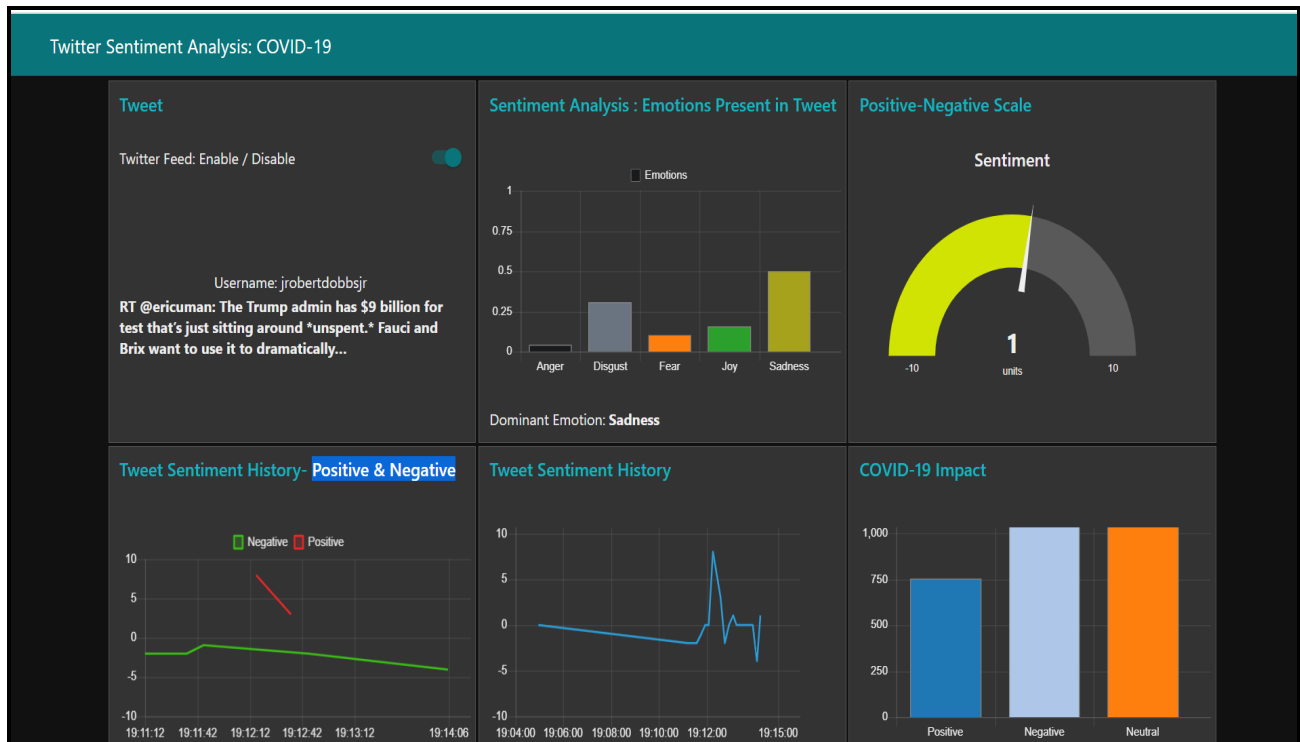 Twitter Sentiment Analysis: COVID-19
Tweet
Twitter Feed: Enable / Disable
Username: jrobertdobbsjr
RT @ericuman: The Trump admin has $9 billion for
test that's just sitting around *unspent.* Fauci and
Brix want to use it to dramatically...
Sentiment Analysis : Emotions Present in Tweet
Emotions
1
0.75
0.5
0.25
0
Anger Disgust Fear Joy Sadness
Dominant Emotion: Sadness
Positive-Negative Scale
Sentiment
1
-10 units 10
Tweet Sentiment History- Positive & Negative
Negative Positive
10
5
0
-5
-10
19:11:12 19:11:42 19:12:12 19:12:42 19:13:12 19:14:06
Tweet Sentiment History
10
5
0
-5
-10
19:04:00 19:06:00 19:08:00 19:10:00 19:12:00 19:15:00
COVID-19 Impact
1,000
750
500
250
0
Positive Negative Neutral